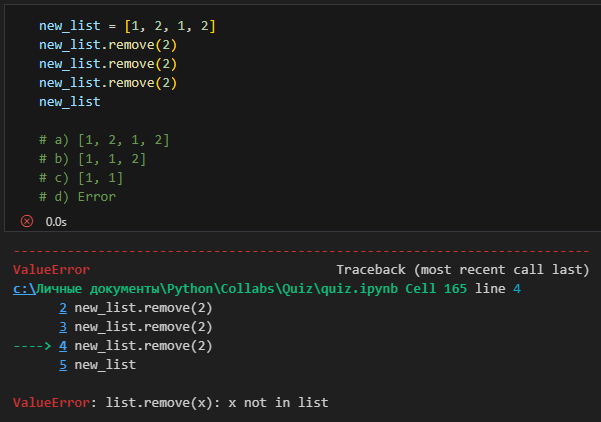 new_list = [1, 2, 1, 2]
new_list.remove(2)
new_list.remove(2)
new_list.remove(2)
new_list
# a) [1, 2, 1, 2]
# b) [1, 1, 2]
# c) [1, 1]
# d) Error
0.0s
---------------------------------------------------------------------------
ValueError                                Traceback (most recent call last)
c:\Личные документы\Python\Collabs\Quiz\quiz.ipynb Cell 165 line 4
      2 new_list.remove(2)
      3 new_list.remove(2)
----> 4 new_list.remove(2)
      5 new_list
ValueError: list.remove(x): x not in list